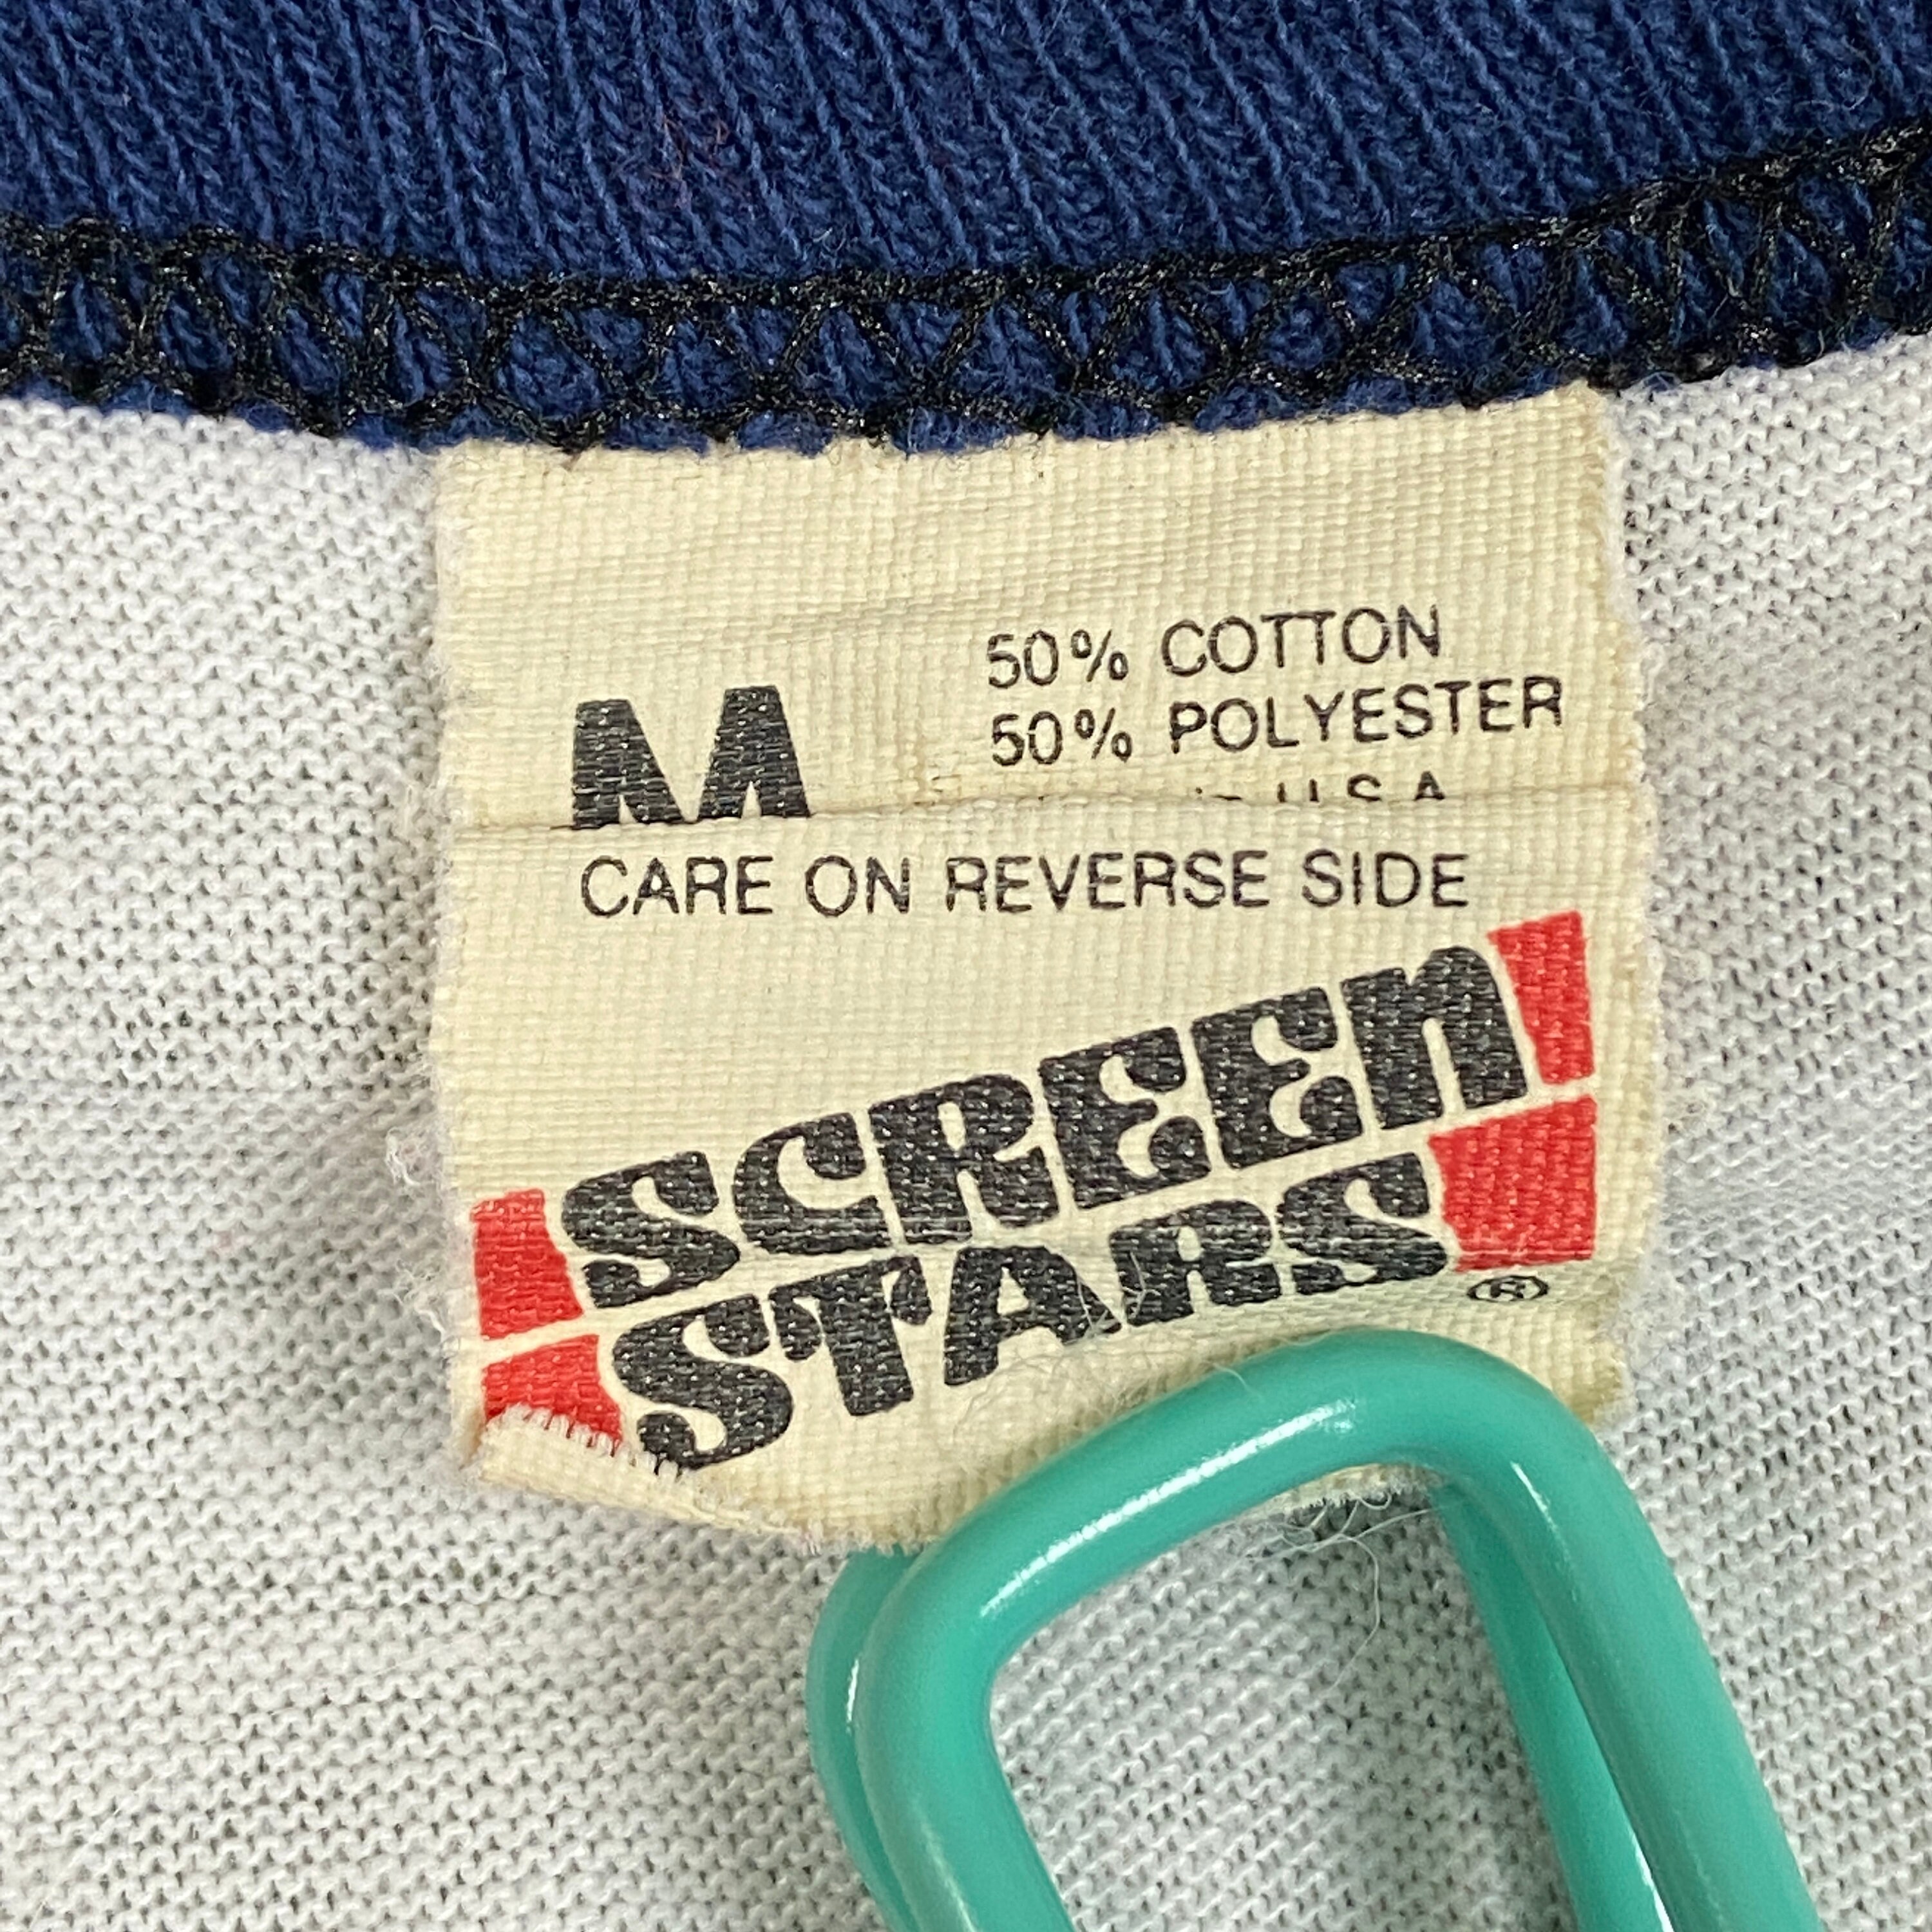 50% COTTON
M 50% POLYESTER
U.S.A.
CARE ON REVERSE SIDE
SCREEN
STARS
®